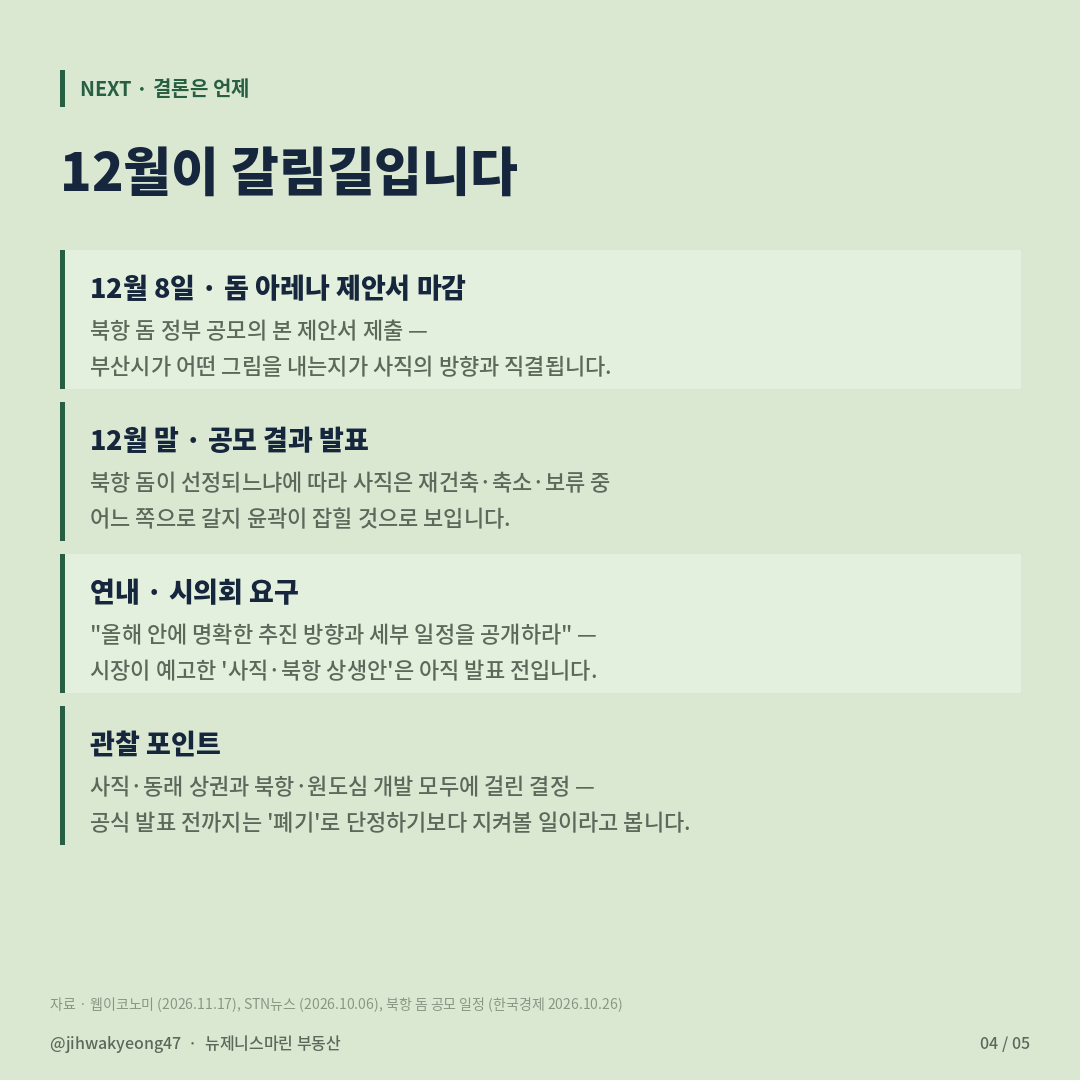 NEXT · 결론은 언제
12월이 갈림길입니다
12월 8일 · 돔 아레나 제안서 마감
북항 돔 정부 공모의 본 제안서 제출 —
부산시가 어떤 그림을 내는지가 사직의 방향과 직결됩니다.
12월 말 · 공모 결과 발표
북항 돔이 선정되느냐에 따라 사직은 재건축·축소·보류 중
어느 쪽으로 갈지 윤곽이 잡힐 것으로 보입니다.
연내 · 시의회 요구
"올해 안에 명확한 추진 방향과 세부 일정을 공개하라" —
시장이 예고한 '사직·북항 상생안'은 아직 발표 전입니다.
관찰 포인트
사직·동래 상권과 북항·원도심 개발 모두에 걸린 결정 —
공식 발표 전까지는 '폐기'로 단정하기보다 지켜볼 일이라고 봅니다.
자료 · 웹이코노미 (2026.11.17), STN뉴스 (2026.10.06), 북항 돔 공모 일정 (한국경제 2026.10.26)
@jihwakyeong47 · 뉴제니스마린 부동산
04 / 05